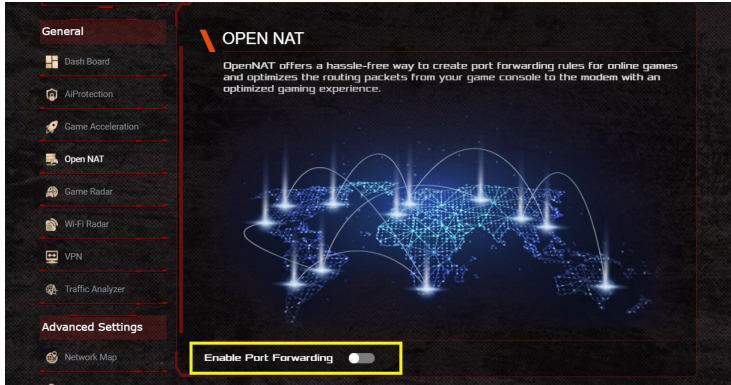 General
Dash Board
AiProtection
Game Acceleration
Open NAT
Game Radar
Wi-Fi Radar
VPN
Traffic Analyzer
Advanced Settings
Network Map
OPEN NAT
OpenNAT offers a hassle-free way to create port forwarding rules for online games
and optimizes the routing packets from your game console to the modem with an
optimized gaming experience.
Enable Port Forwarding